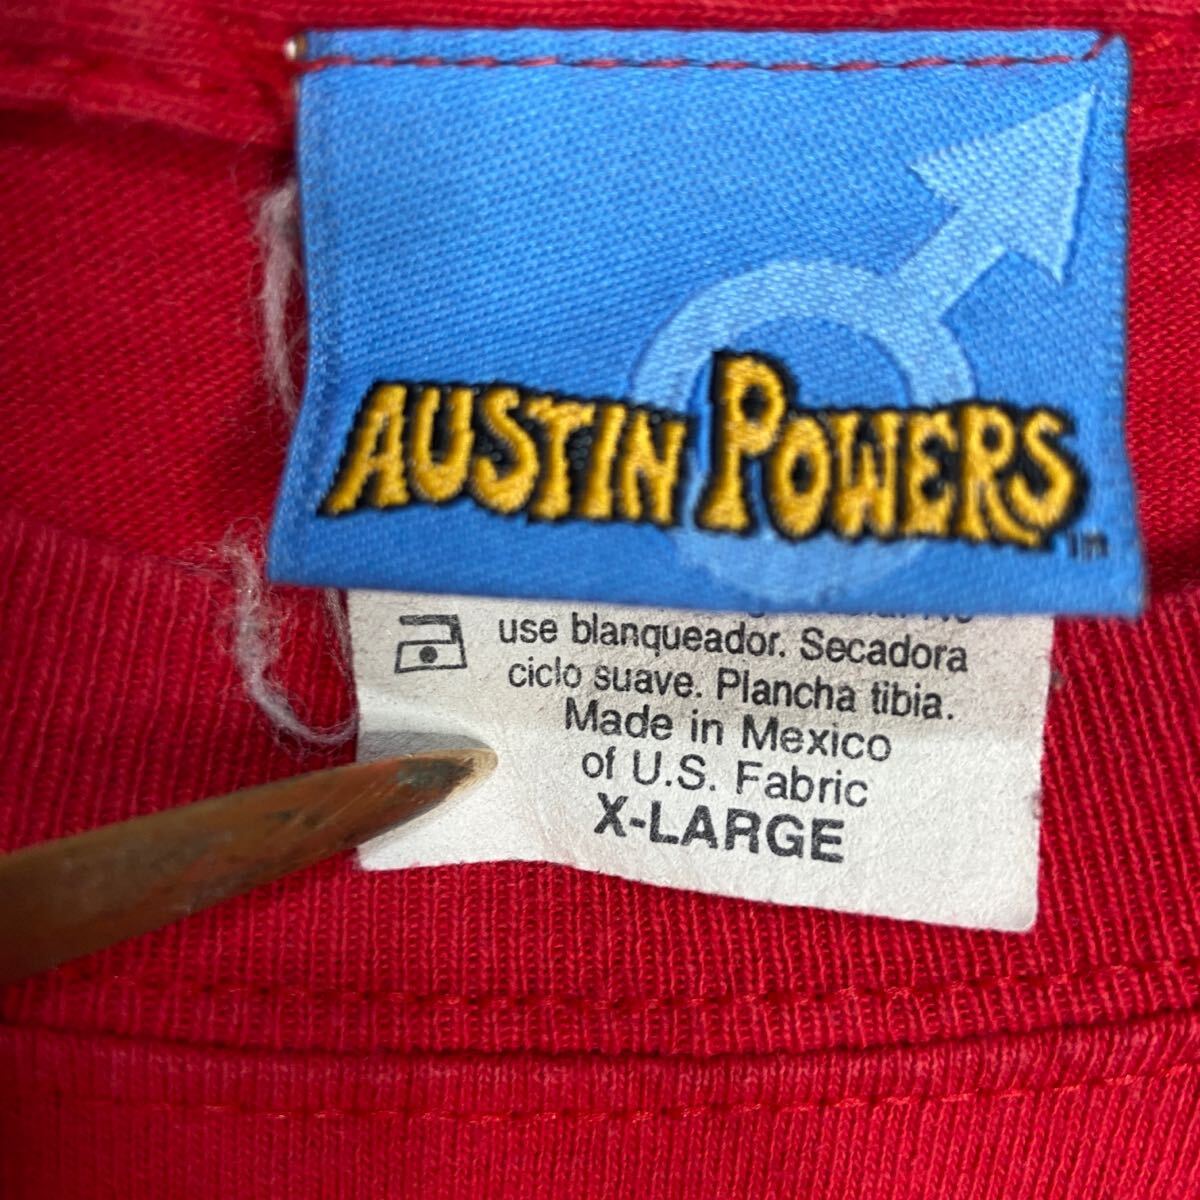 AUSTIN POWERS
use blanqueador. Secadora
ciclo suave. Plancha tibia.
Made in Mexico
of U.S. Fabric
X-LARGE